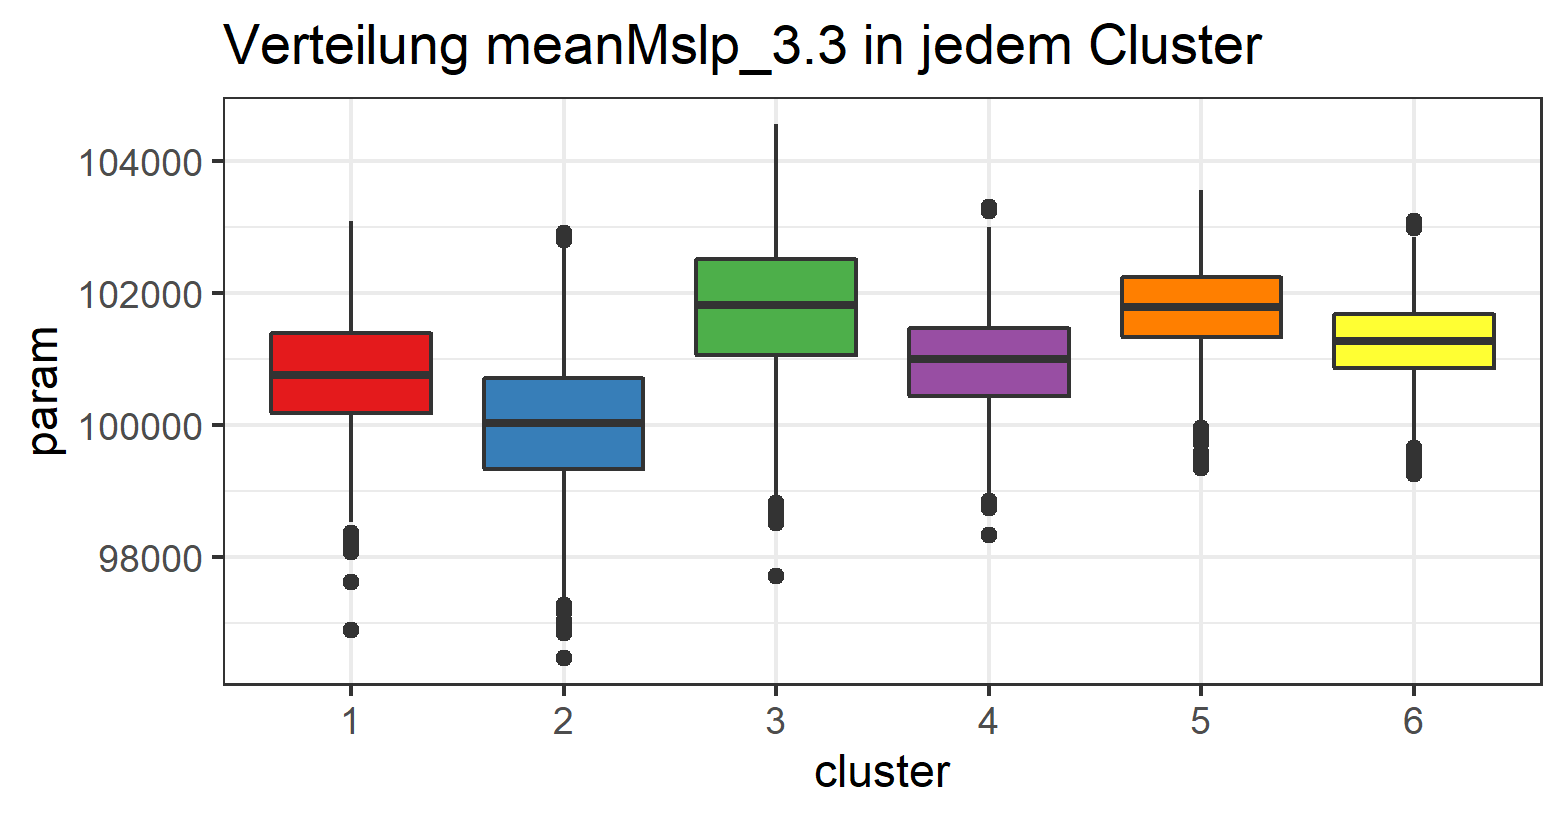 Verteilung meanMslp_3.3 in jedem Cluster
param
104000
102000
100000
98000
1 2 3 4 5 6
cluster